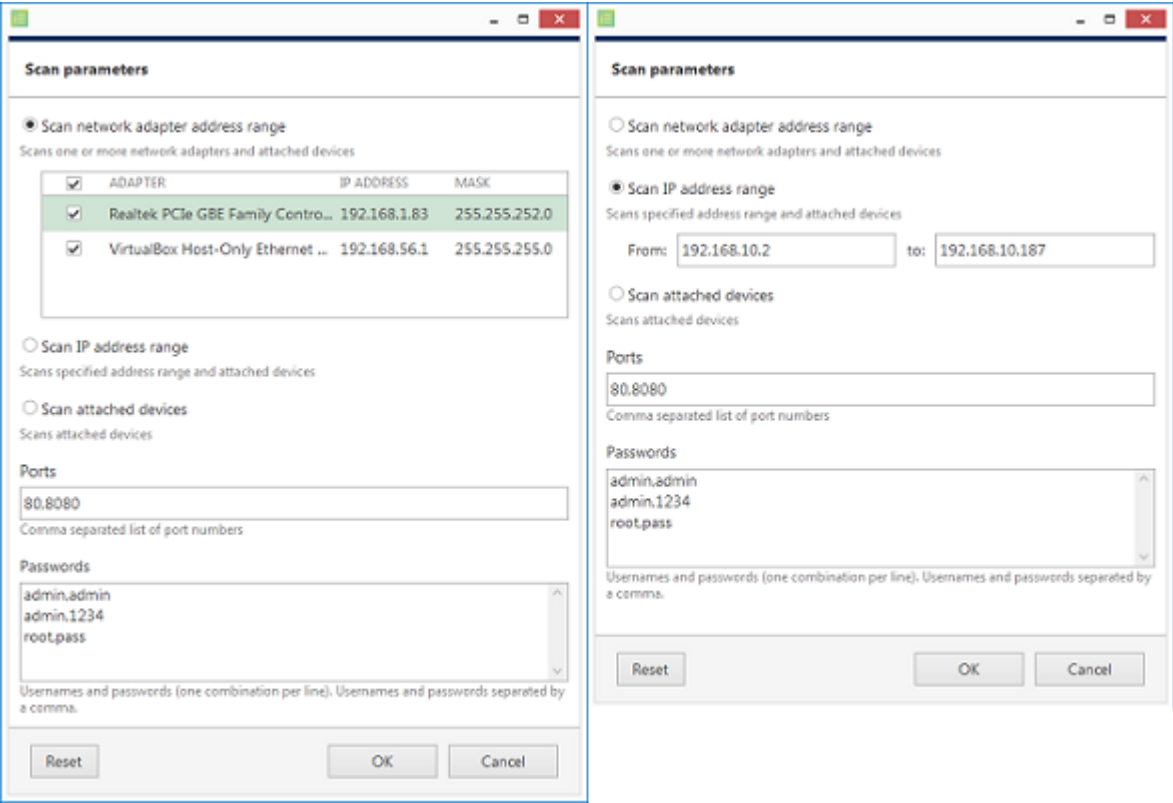 Scan parameters
Scan network adapter address range
Scans one or more network adapters and attached devices
ADAPTER IP ADDRESS MASK
Realtek PCIe GBE Family Contro... 192.168.1.83 255.255.252.0
VirtualBox Host-Only Ethernet ... 192.168.56.1 255.255.255.0
Scan IP address range
Scans specified address range and attached devices
Scan attached devices
Scans attached devices
Ports
80,8080
Comma separated list of port numbers
Passwords
admin,admin
admin,1234
root,pass
Usernames and passwords (one combination per line). Usernames and passwords separated by
a comma.
Reset OK Cancel
Scan parameters
Scan network adapter address range
Scans one or more network adapters and attached devices
Scan IP address range
Scans specified address range and attached devices
From: 192.168.10.2 to: 192.168.10.187
Scan attached devices
Scans attached devices
Ports
80,8080
Comma separated list of port numbers
Passwords
admin,admin
admin,1234
root,pass
Usernames and passwords (one combination per line). Usernames and passwords separated by
a comma.
Reset OK Cancel